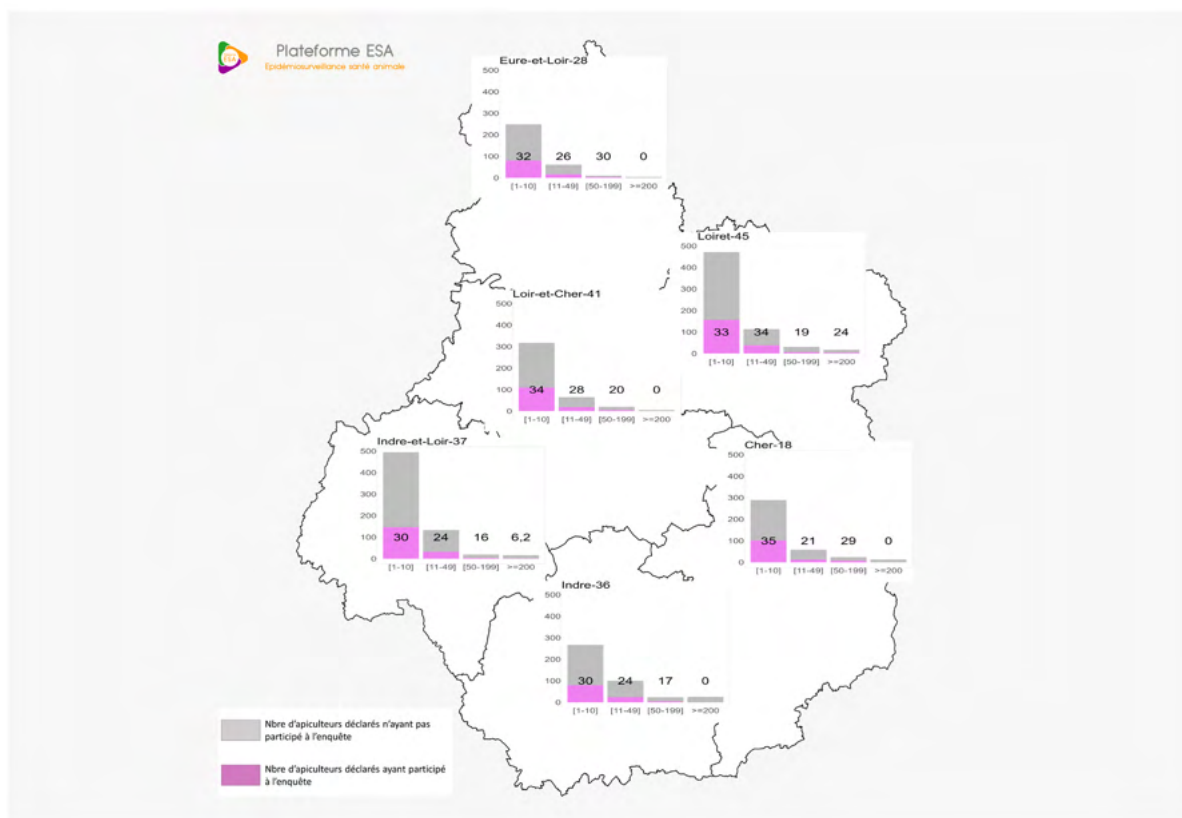 Plateforme ESA
Epidémiosurveillance santé animale
ESA
Eure-et-Loir-28
500
400
300
200
100
0
32 26 30 0
[1-10] [11-49] [50-199] >=200
Loiret-45
500
400
300
200
100
0
33 34 19 24
[1-10] [11-49] [50-199] >=200
Loir-et-Cher-41
500
400
300
200
100
0
34 28 20 0
[1-10] [11-49] [50-199] >=200
Indre-et-Loir-37
500
400
300
200
100
0
30 24 16 6,2
[1-10] [11-49] [50-199] >=200
Cher-18
500
400
300
200
100
0
35 21 29 0
[1-10] [11-49] [50-199] >=200
Indre-36
500
400
300
200
100
0
30 24 17 0
[1-10] [11-49] [50-199] >=200
Nbre d'apiculteurs déclarés n'ayant pas
participé à l'enquête
Nbre d'apiculteurs déclarés ayant participé
à l'enquête